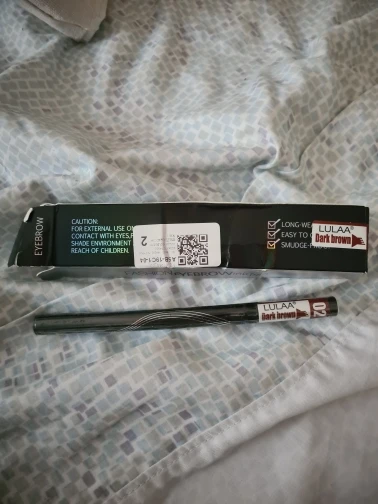 EYEBROW
CAUTION:
FOR EXTERNAL USE
CONTACT WITH EYES,
SHADE ENVIRONMENT
REACH OF CHILDREN.
2
LONG-WE
EASY TO
SMUDGE-
LULAA
Dark brown
EYEBROW
LULAA
Dark brown
02